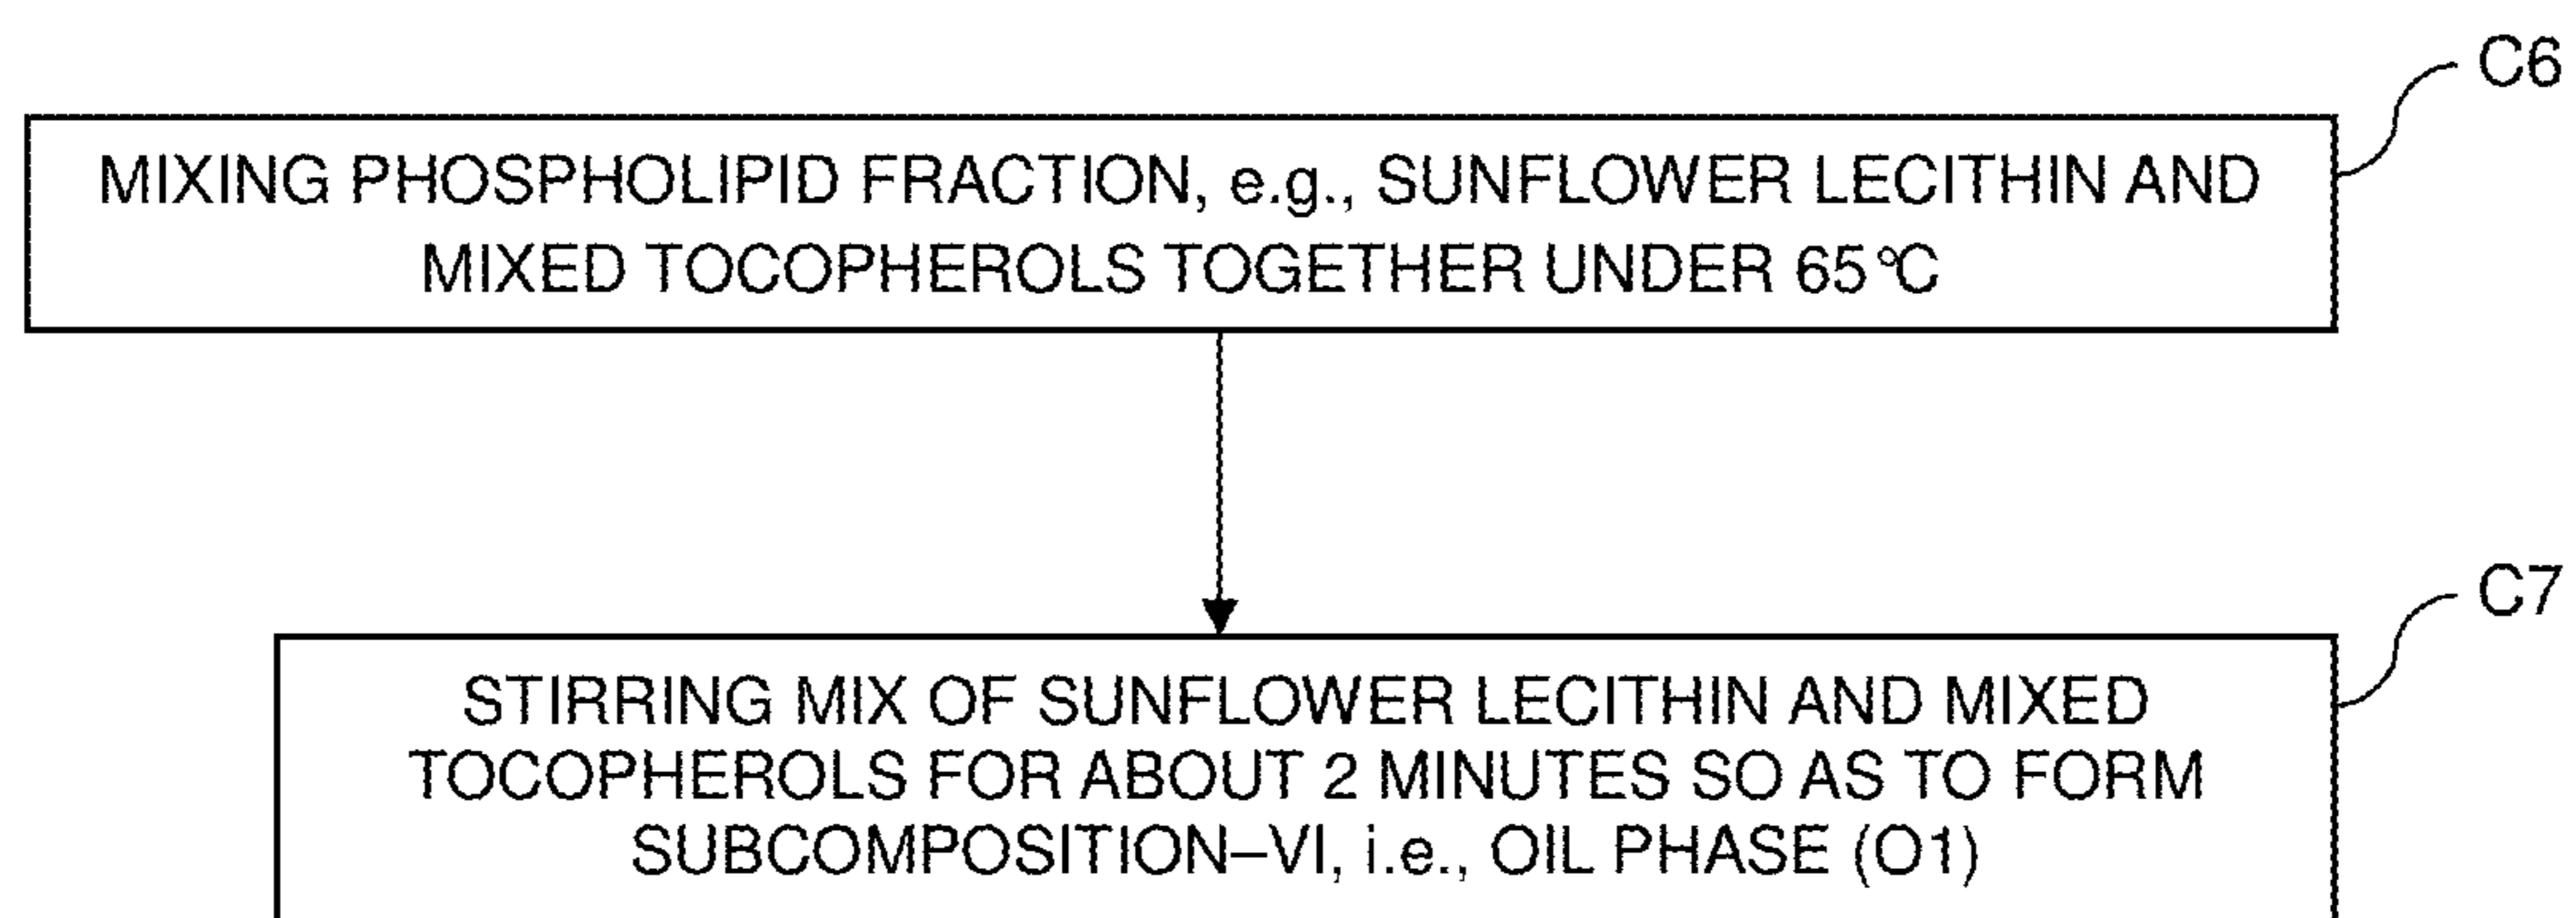 C6
MIXING PHOSPHOLIPID FRACTION, e.g., SUNFLOWER LECITHIN AND
MIXED TOCOPHEROLS TOGETHER UNDER 65℃
C7
STIRRING MIX OF SUNFLOWER LECITHIN AND MIXED
TOCOPHEROLS FOR ABOUT 2 MINUTES SO AS TO FORM
SUBCOMPOSITION–VI, i.e., OIL PHASE (O1)